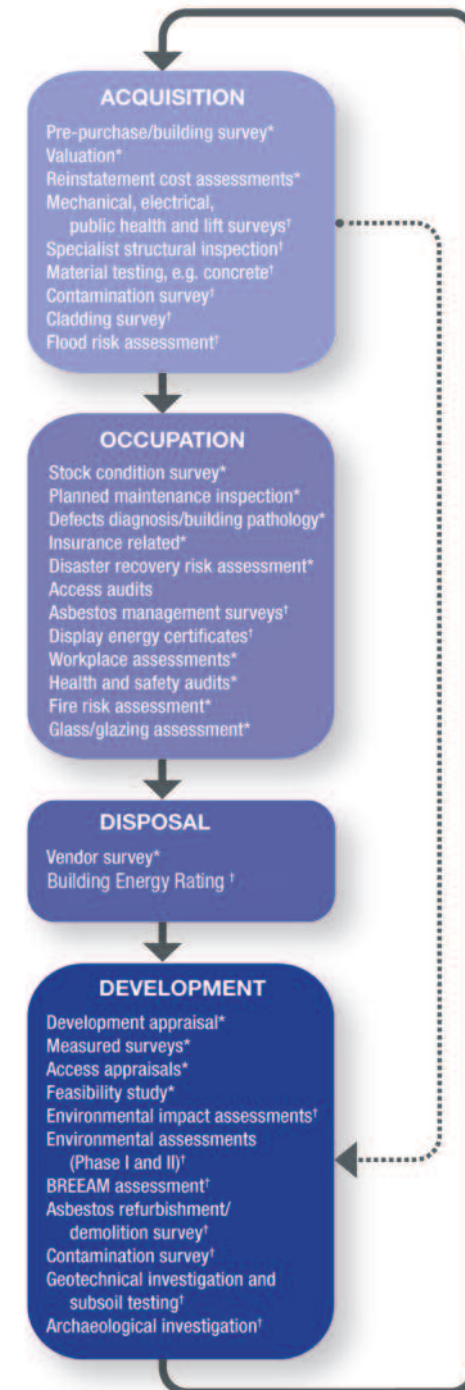 ACQUISITION
Pre-purchase/building survey*
Valuation*
Reinstatement cost assessments*
Mechanical, electrical,
public health and lift surveys†
Specialist structural inspection†
Material testing, e.g. concrete†
Contamination survey†
Cladding survey†
Flood risk assessment†
OCCUPATION
Stock condition survey*
Planned maintenance inspection*
Defects diagnosis/building pathology*
Insurance related*
Disaster recovery risk assessment*
Access audits
Asbestos management surveys†
Display energy certificates†
Workplace assessments*
Health and safety audits*
Fire risk assessment*
Glass/glazing assessment*
DISPOSAL
Vendor survey*
Building Energy Rating †
DEVELOPMENT
Development appraisal*
Measured surveys*
Access appraisals*
Feasibility study*
Environmental impact assessments†
Environmental assessments
(Phase I and II)†
BREEAM assessment†
Asbestos refurbishment/
demolition survey†
Contamination survey†
Geotechnical investigation and
subsoil testing†
Archaeological investigation†